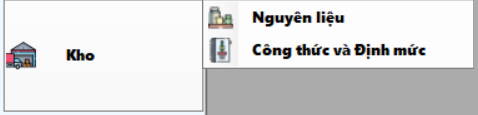 Kho
Nguyên liệu
Công thức và Định mức